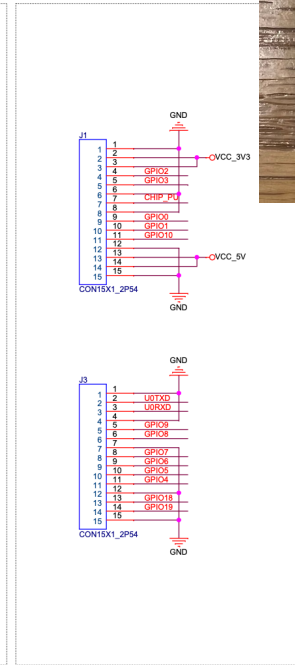 GND
J1
1 1
2 2
3 3 VCC_3V3
4 4 GPIO2
5 5 GPIO3
6 6
7 7 CHIP_PU
8 8
9 9 GPIO0
10 10 GPIO1
11 11 GPIO10
12 12
13 13 VCC_5V
14 14
15 15
CON15X1_2P54
GND
GND
J3
1 1
2 2 U0TXD
3 3 U0RXD
4 4
5 5 GPIO9
6 6 GPIO8
7 7
8 8 GPIO7
9 9 GPIO6
10 10 GPIO5
11 11 GPIO4
12 12
13 13 GPIO18
14 14 GPIO19
15 15
CON15X1_2P54
GND